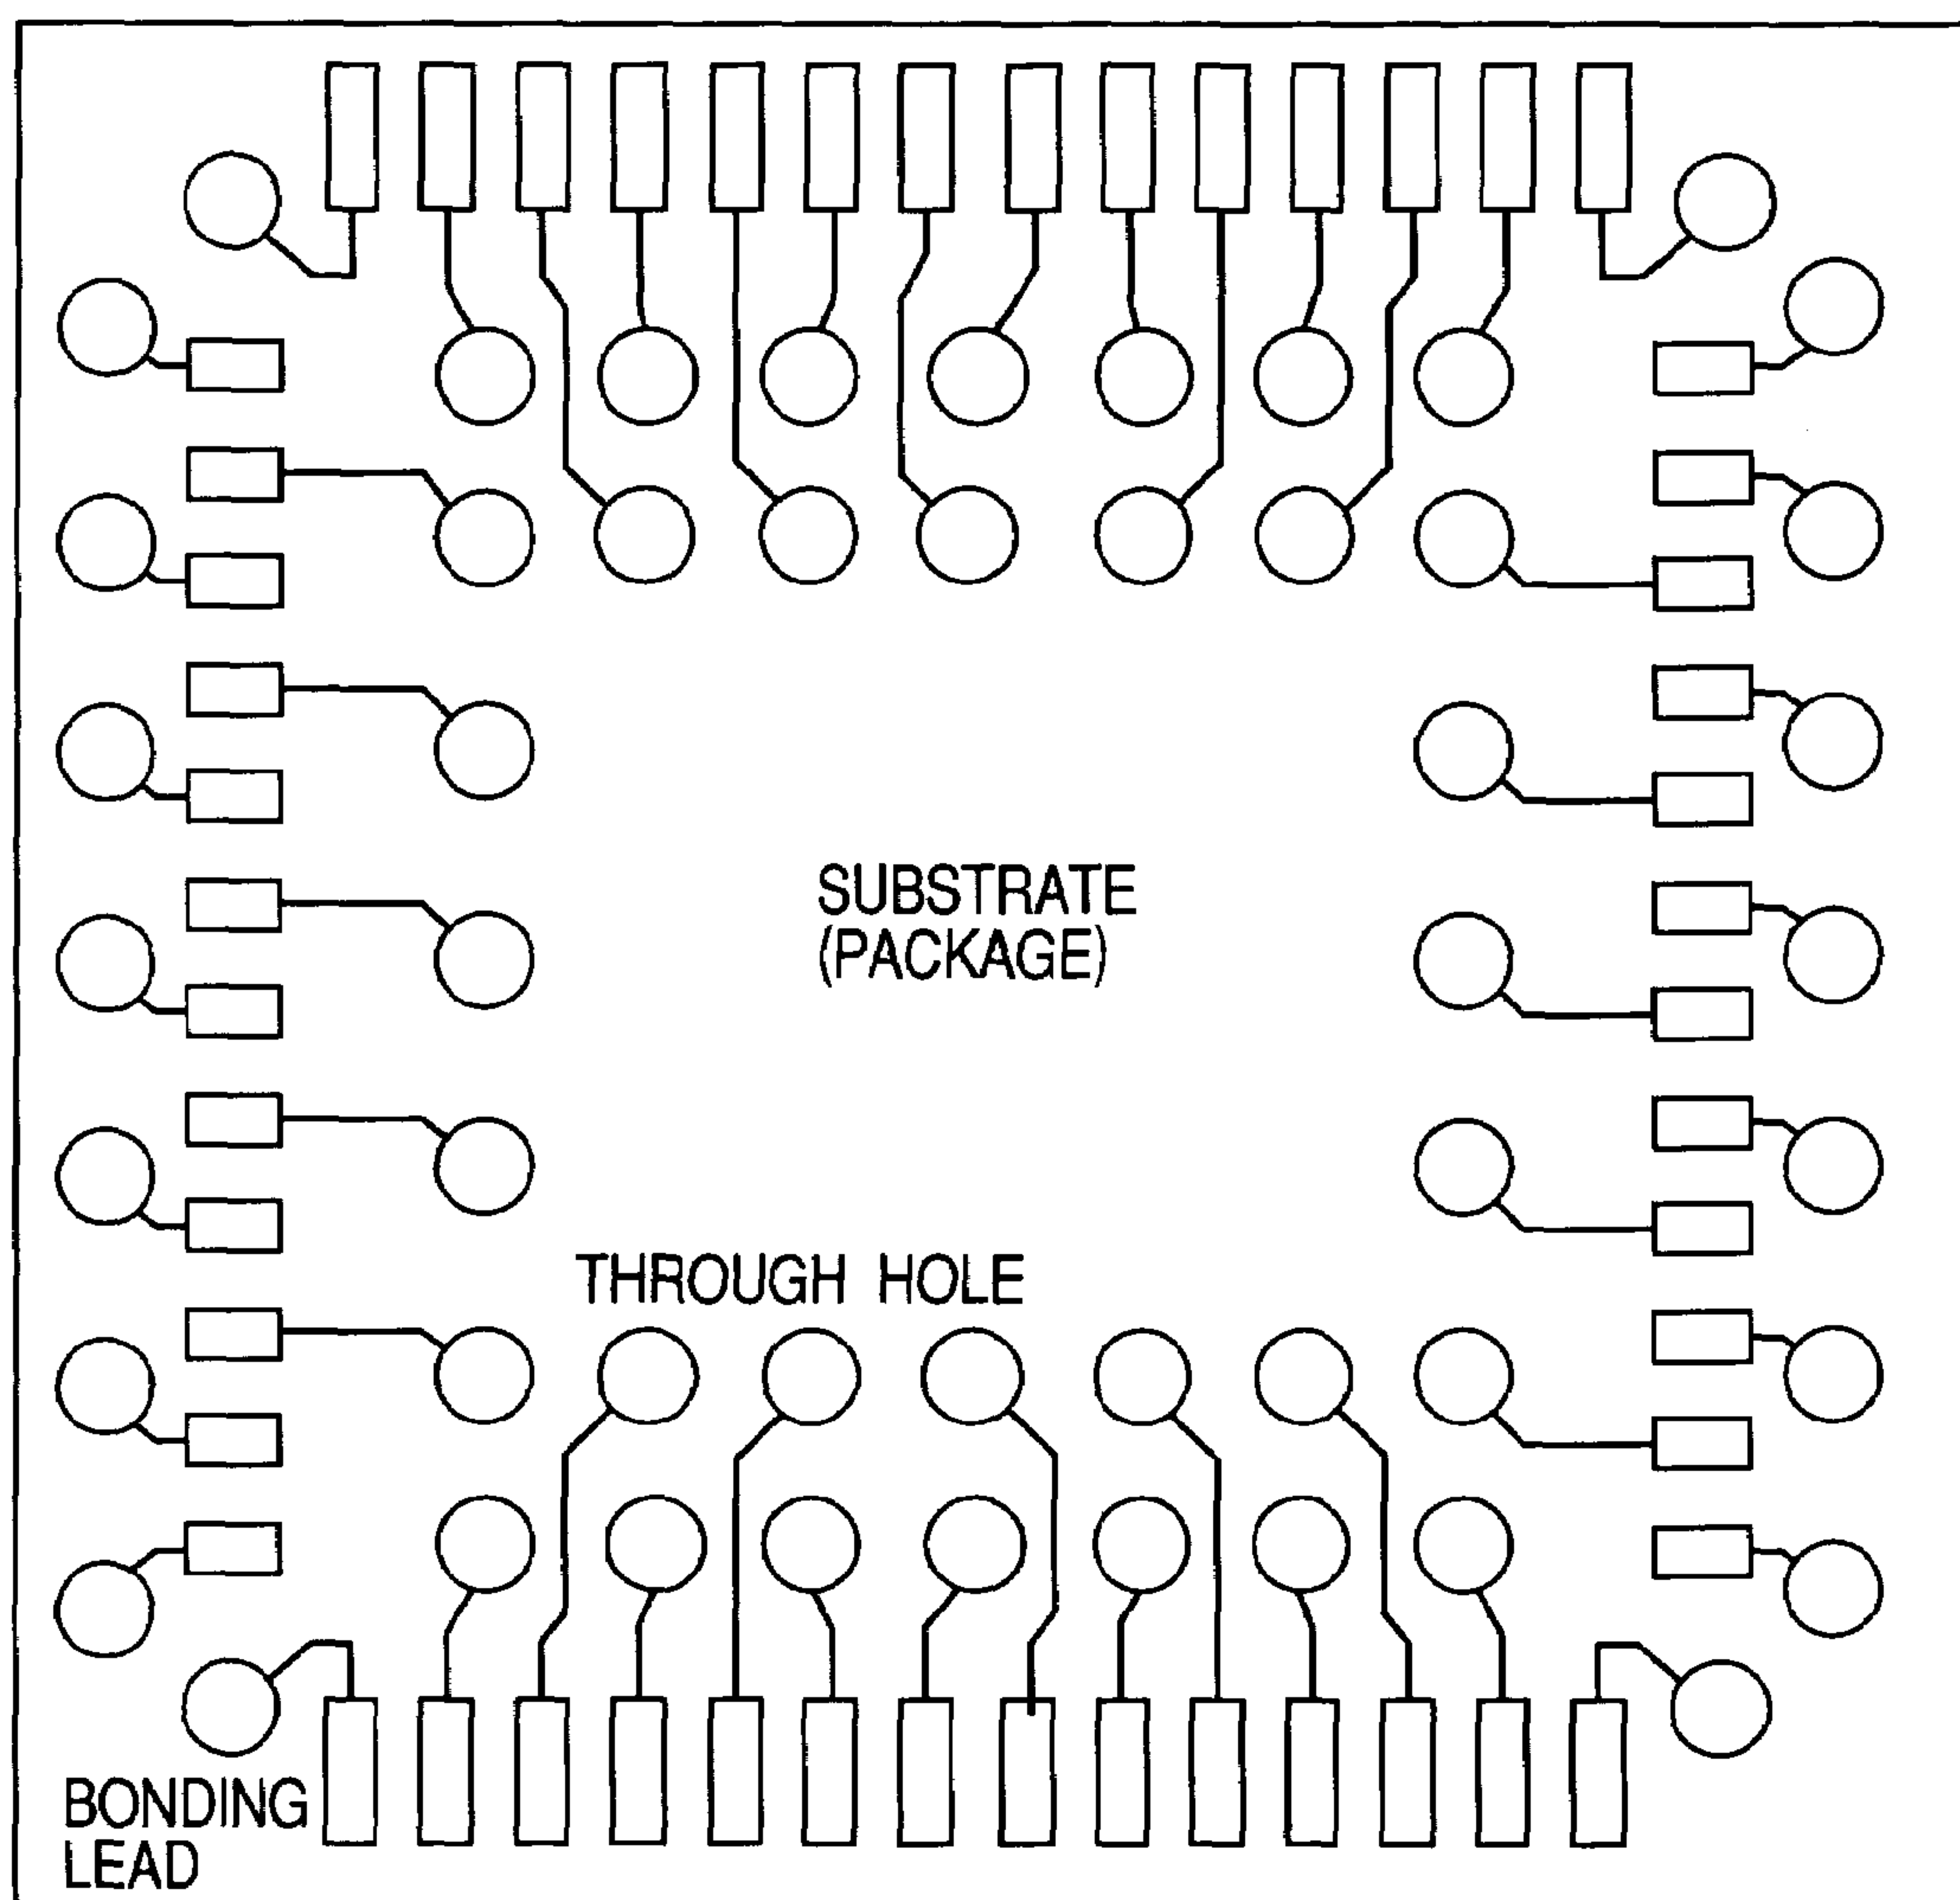 SUBSTRATE
(PACKAGE)
THROUGH HOLE
BONDING
LEAD